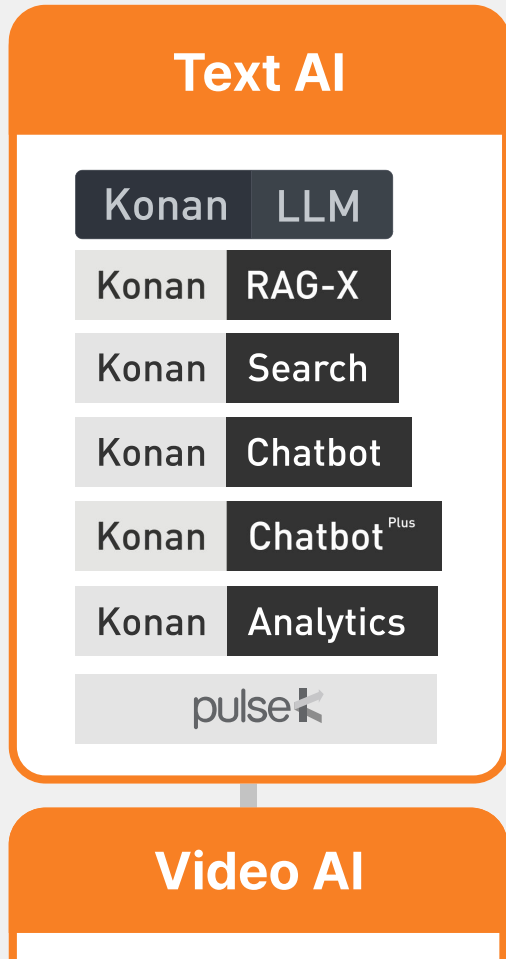 Text AI
Konan LLM
Konan RAG-X
Konan Search
Konan Chatbot
Konan Chatbot Plus
Konan Analytics
pulseK
Video AI